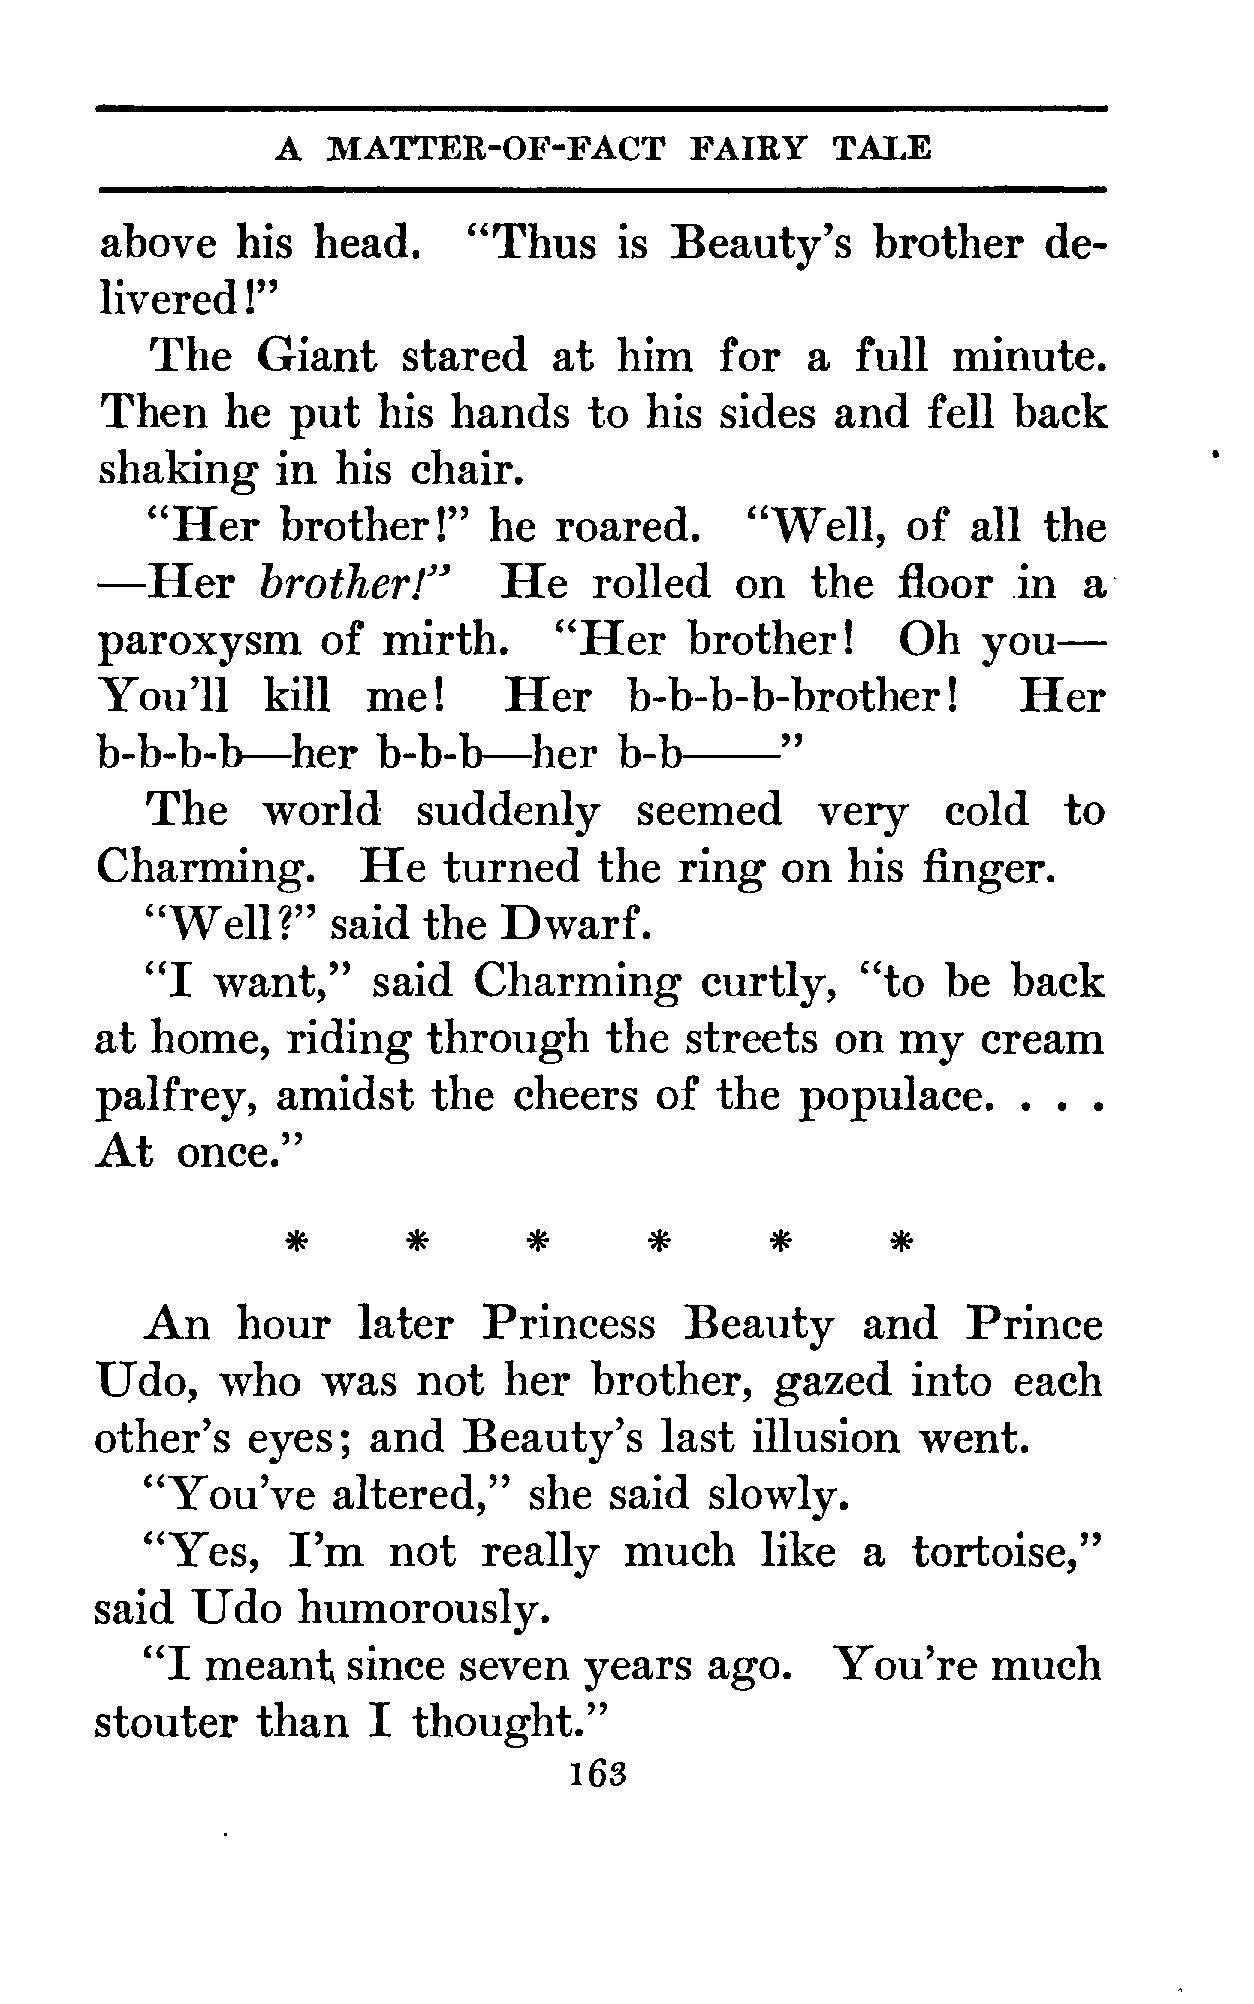 A MATTER-OF-FACT FAIRY TALE
above his head. “Thus is Beauty’s brother de-
livered!”
The Giant stared at him for a full minute.
Then he put his hands to his sides and fell back
shaking in his chair.
“Her brother!” he roared. “Well, of all the
—Her brother!” He rolled on the floor in a
paroxysm of mirth. “Her brother! Oh you—
You’ll kill me! Her b-b-b-b-brother! Her
b-b-b-b—her b-b-b—her b-b——”
The world suddenly seemed very cold to
Charming. He turned the ring on his finger.
“Well?” said the Dwarf.
“I want,” said Charming curtly, “to be back
at home, riding through the streets on my cream
palfrey, amidst the cheers of the populace. . . .
At once.”
* * * * * *
An hour later Princess Beauty and Prince
Udo, who was not her brother, gazed into each
other’s eyes; and Beauty’s last illusion went.
“You’ve altered,” she said slowly.
“Yes, I’m not really much like a tortoise,”
said Udo humorously.
“I meant, since seven years ago. You’re much
stouter than I thought.”
163